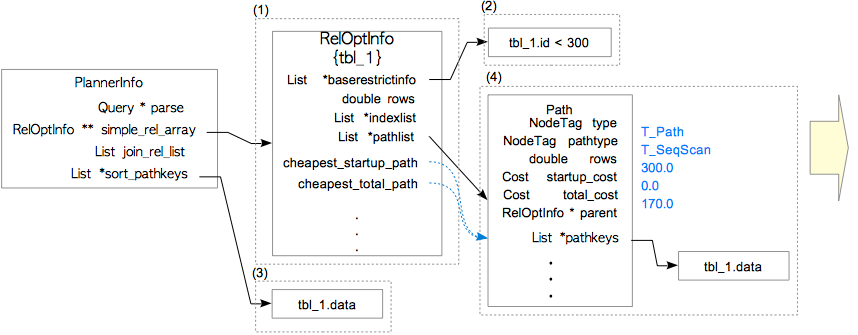 PlannerInfo
Query * parse
RelOptInfo ** simple_rel_array
List join_rel_list
List *sort_pathkeys
(1)
RelOptInfo
{tbl_1}
List *baserestrictinfo
double rows
List *indexlist
List *pathlist
cheapest_startup_path
cheapest_total_path
.
.
.
(2)
tbl_1.id < 300
(3)
tbl_1.data
(4)
Path
NodeTag type
NodeTag pathtype
double rows
Cost startup_cost
Cost total_cost
RelOptInfo * parent
List *pathkeys
.
.
.
T_Path
T_SeqScan
300.0
0.0
170.0
tbl_1.data